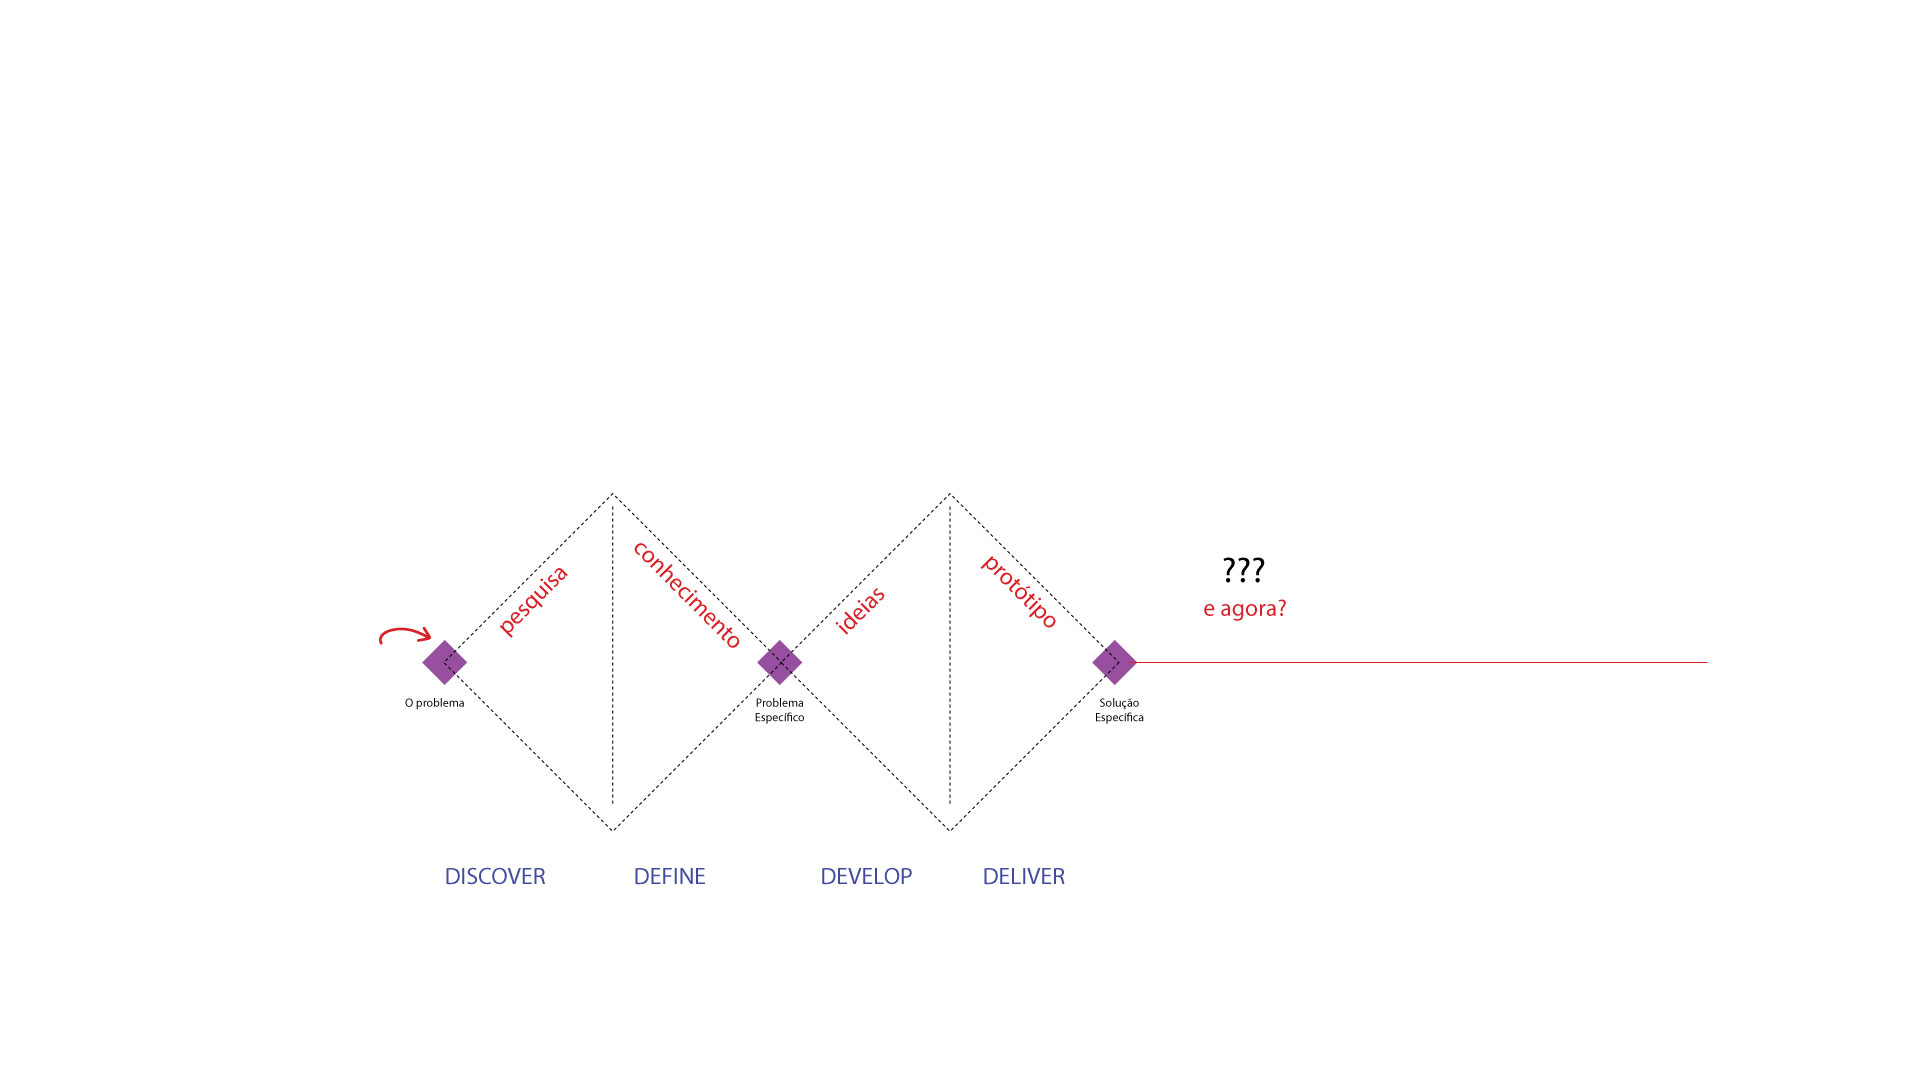 pesquisa
conhecimento
ideias
protótipo
???
e agora?
O problema
Problema
Específico
Solução
Específica
DISCOVER
DEFINE
DEVELOP
DELIVER